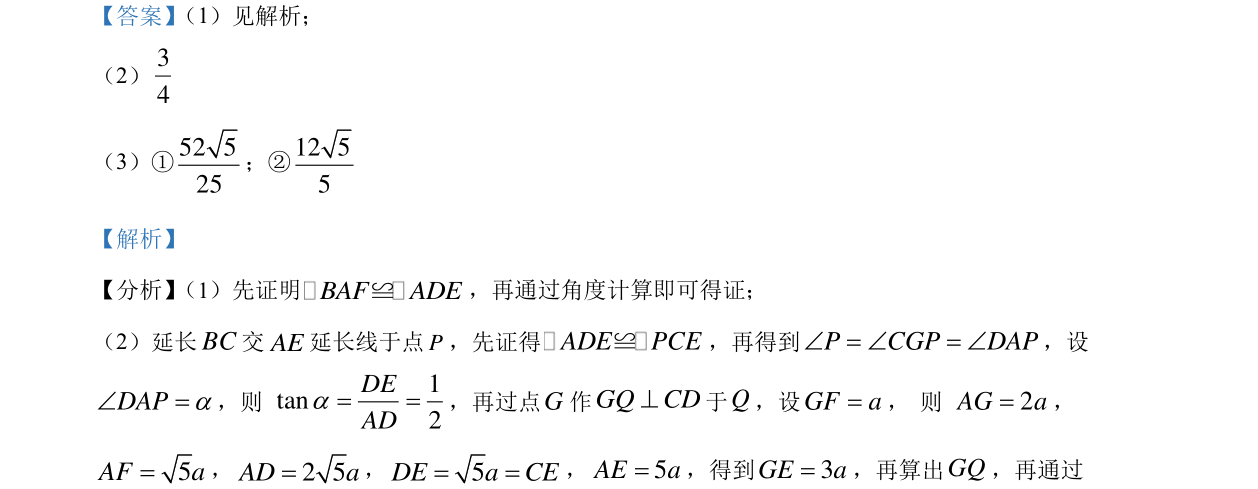 【答案】（1）见解析；
（2）3/4
（3）①52√5/25；②12√5/5
【解析】
【分析】（1）先证明□BAF≌□ADE，再通过角度计算即可得证；
（2）延长BC交AE延长线于点P，先证得□ADE≌□PCE，再得到∠P=∠CGP=∠DAP，设
∠DAP=α，则 tanα=DE/AD=1/2，再过点G作GQ⊥CD于Q，设GF=a， 则 AG=2a，
AF=√5a，AD=2√5a，DE=√5a=CE，AE=5a，得到GE=3a，再算出GQ，再通过